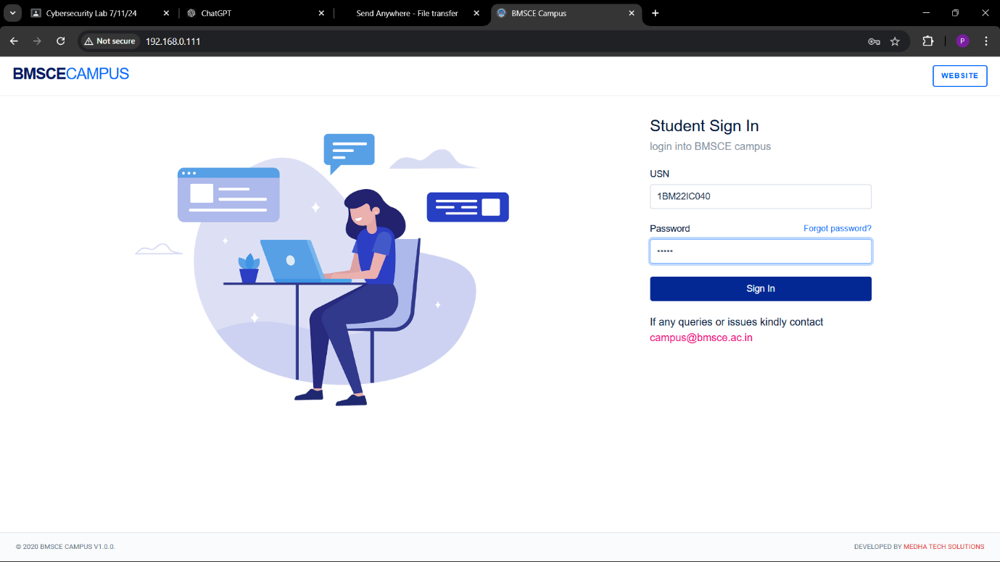 Cybersecurity Lab 7/11/24
ChatGPT
Send Anywhere - File transfer
BMSCE Campus
Not secure
192.168.0.111
P
BMSCECAMPUS
WEBSITE
Student Sign In
login into BMSCE campus
USN
1BM22IC040
Password
Forgot password?
•••••
Sign In
If any queries or issues kindly contact
campus@bmsce.ac.in
© 2020 BMSCE CAMPUS V1.0.0.
DEVELOPED BY MEDHA TECH SOLUTIONS